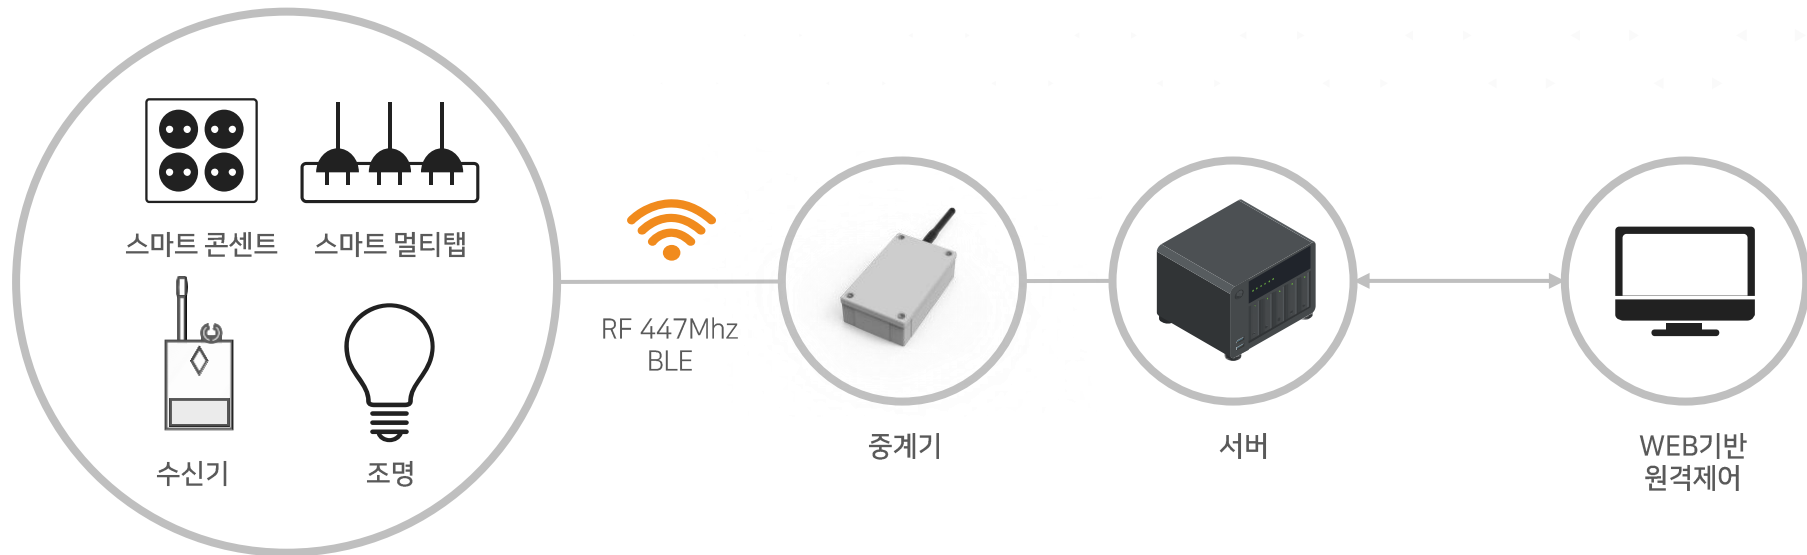 스마트 콘센트
스마트 멀티탭
수신기
조명
RF 447Mhz
BLE
중계기
서버
WEB기반
원격제어